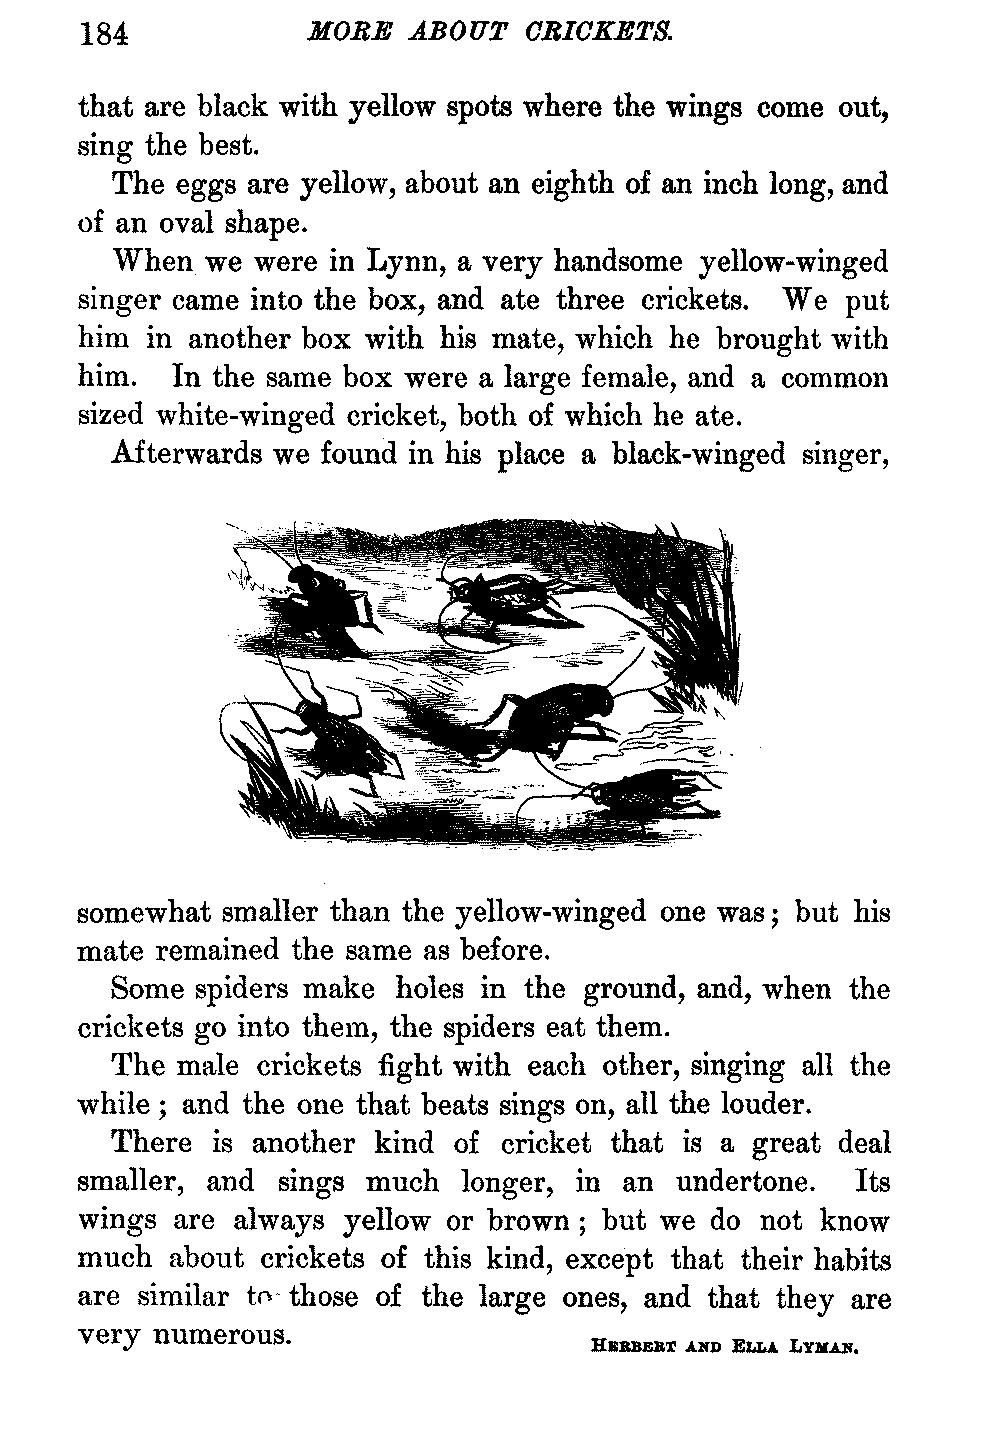 184 MORE ABOUT CRICKETS.
that are black with yellow spots where the wings come out,
sing the best.
The eggs are yellow, about an eighth of an inch long, and
of an oval shape.
When we were in Lynn, a very handsome yellow-winged
singer came into the box, and ate three crickets. We put
him in another box with his mate, which he brought with
him. In the same box were a large female, and a common
sized white-winged cricket, both of which he ate.
Afterwards we found in his place a black-winged singer,
somewhat smaller than the yellow-winged one was; but his
mate remained the same as before.
Some spiders make holes in the ground, and, when the
crickets go into them, the spiders eat them.
The male crickets fight with each other, singing all the
while; and the one that beats sings on, all the louder.
There is another kind of cricket that is a great deal
smaller, and sings much longer, in an undertone. Its
wings are always yellow or brown; but we do not know
much about crickets of this kind, except that their habits
are similar to those of the large ones, and that they are
very numerous. HERBERT AND ELLA LYMAN.